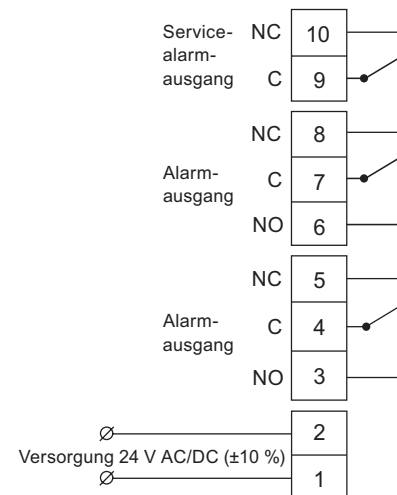 Service-
alarm-
ausgang
NC 10
C 9
NC 8
Alarm-
ausgang
C 7
NO 6
NC 5
Alarm-
ausgang
C 4
NO 3
2
Versorgung 24 V AC/DC (±10 %)
1